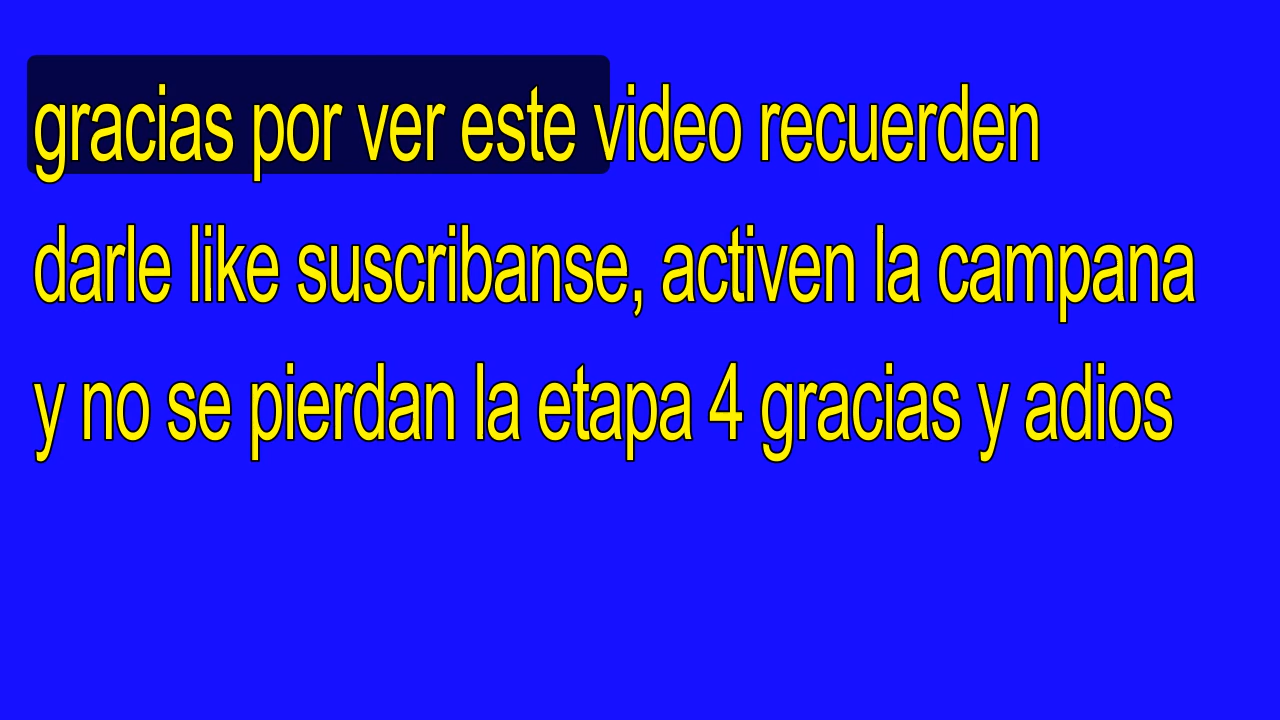 gracias por ver este video recuerden
darle like suscribanse, activen la campana
y no se pierdan la etapa 4 gracias y adios